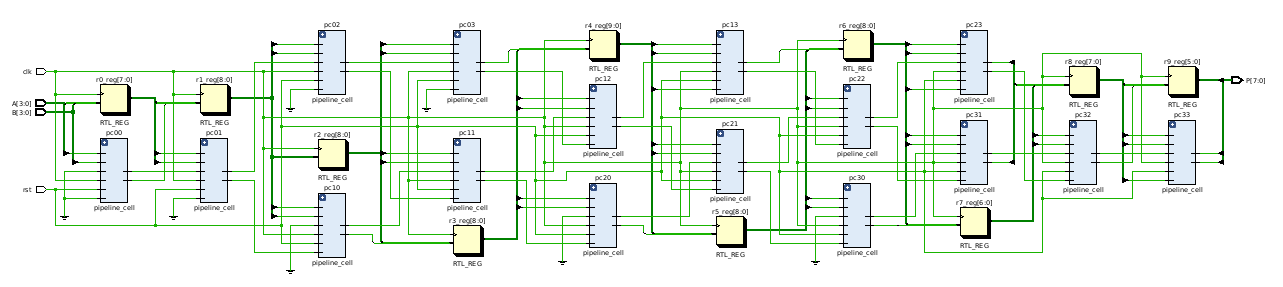 pc02
pipeline_cell
pc03
pipeline_cell
r4_reg[9:0]
RTL_REG
pc13
pipeline_cell
r6_reg[8:0]
RTL_REG
pc23
pipeline_cell
clk
A[3:0]
B[3:0]
rst
r0_reg[7:0]
RTL_REG
r1_reg[8:0]
RTL_REG
pc12
pipeline_cell
pc22
pipeline_cell
r8_reg[7:0]
RTL_REG
r9_reg[5:0]
RTL_REG
P[7:0]
pc00
pipeline_cell
pc01
pipeline_cell
r2_reg[8:0]
RTL_REG
pc11
pipeline_cell
pc21
pipeline_cell
pc31
pipeline_cell
pc32
pipeline_cell
pc33
pipeline_cell
pc10
pipeline_cell
r3_reg[8:0]
RTL_REG
pc20
pipeline_cell
r5_reg[8:0]
RTL_REG
pc30
pipeline_cell
r7_reg[6:0]
RTL_REG